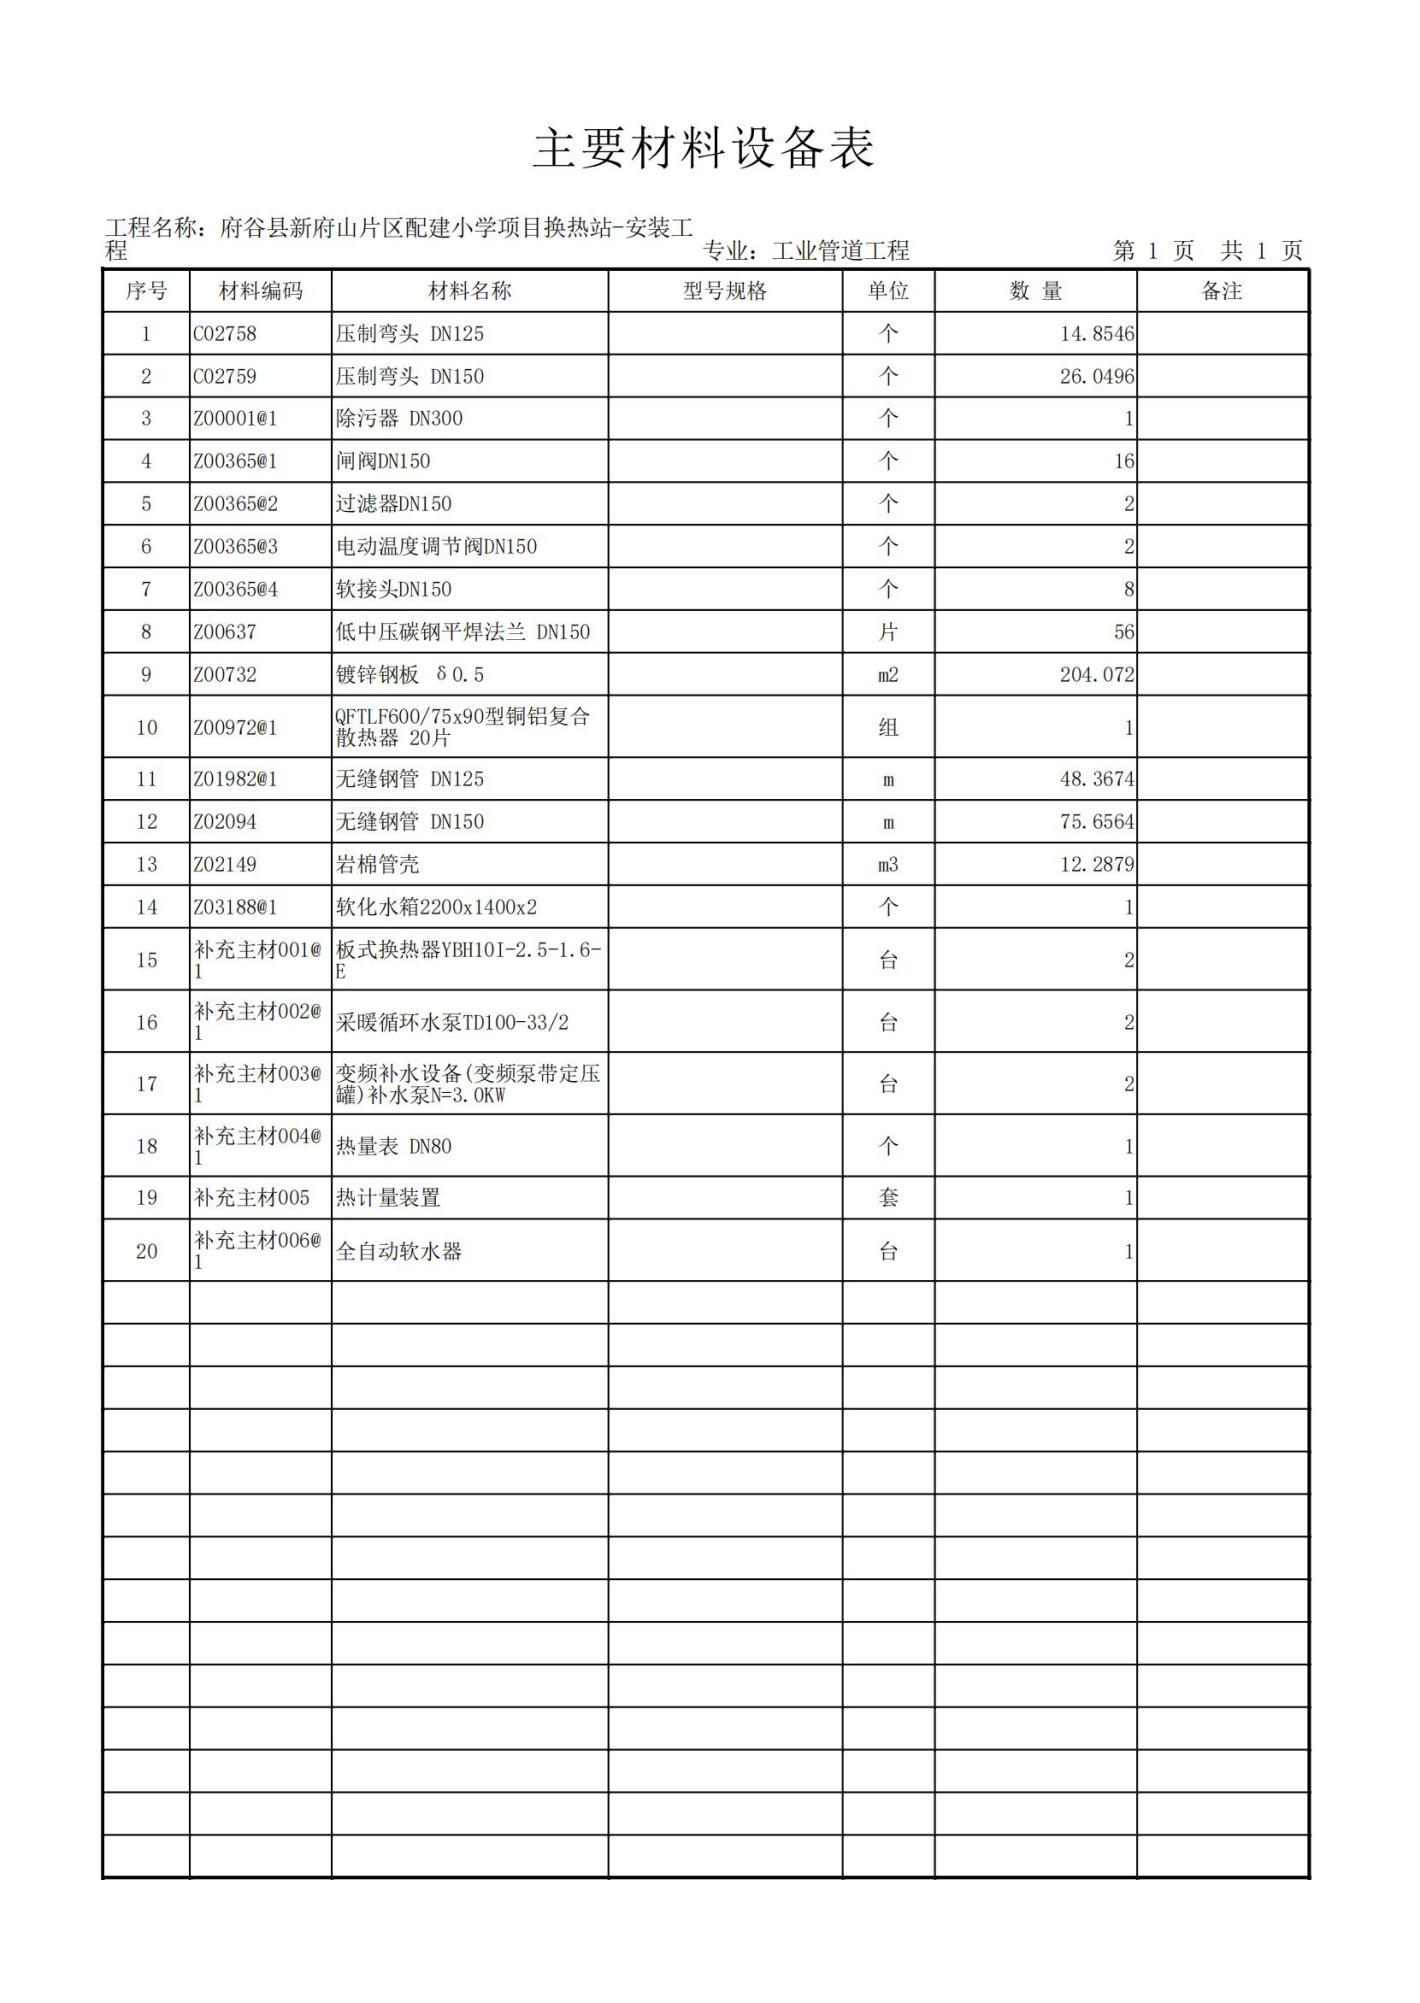 主要材料设备表
工程名称：府谷县新府山片区配建小学项目换热站-安装工
程 专业：工业管道工程 第 1 页 共 1 页
序号 材料编码 材料名称 型号规格 单位 数 量 备注
1 C02758 压制弯头 DN125 个 14.8546
2 C02759 压制弯头 DN150 个 26.0496
3 Z00001@1 除污器 DN300 个 1
4 Z00365@1 闸阀DN150 个 16
5 Z00365@2 过滤器DN150 个 2
6 Z00365@3 电动温度调节阀DN150 个 2
7 Z00365@4 软接头DN150 个 8
8 Z00637 低中压碳钢平焊法兰 DN150 片 56
9 Z00732 镀锌钢板 δ0.5 m2 204.072
10 Z00972@1 QFTLF600/75x90型铜铝复合
散热器 20片 组 1
11 Z01982@1 无缝钢管 DN125 m 48.3674
12 Z02094 无缝钢管 DN150 m 75.6564
13 Z02149 岩棉管壳 m3 12.2879
14 Z03188@1 软化水箱2200x1400x2 个 1
15 补充主材001@
1 板式换热器YBH10I-2.5-1.6-
E 台 2
16 补充主材002@
1 采暖循环水泵TD100-33/2 台 2
17 补充主材003@
1 变频补水设备(变频泵带定压
罐)补水泵N=3.0KW 台 2
18 补充主材004@
1 热量表 DN80 个 1
19 补充主材005 热计量装置 套 1
20 补充主材006@
1 全自动软水器 台 1